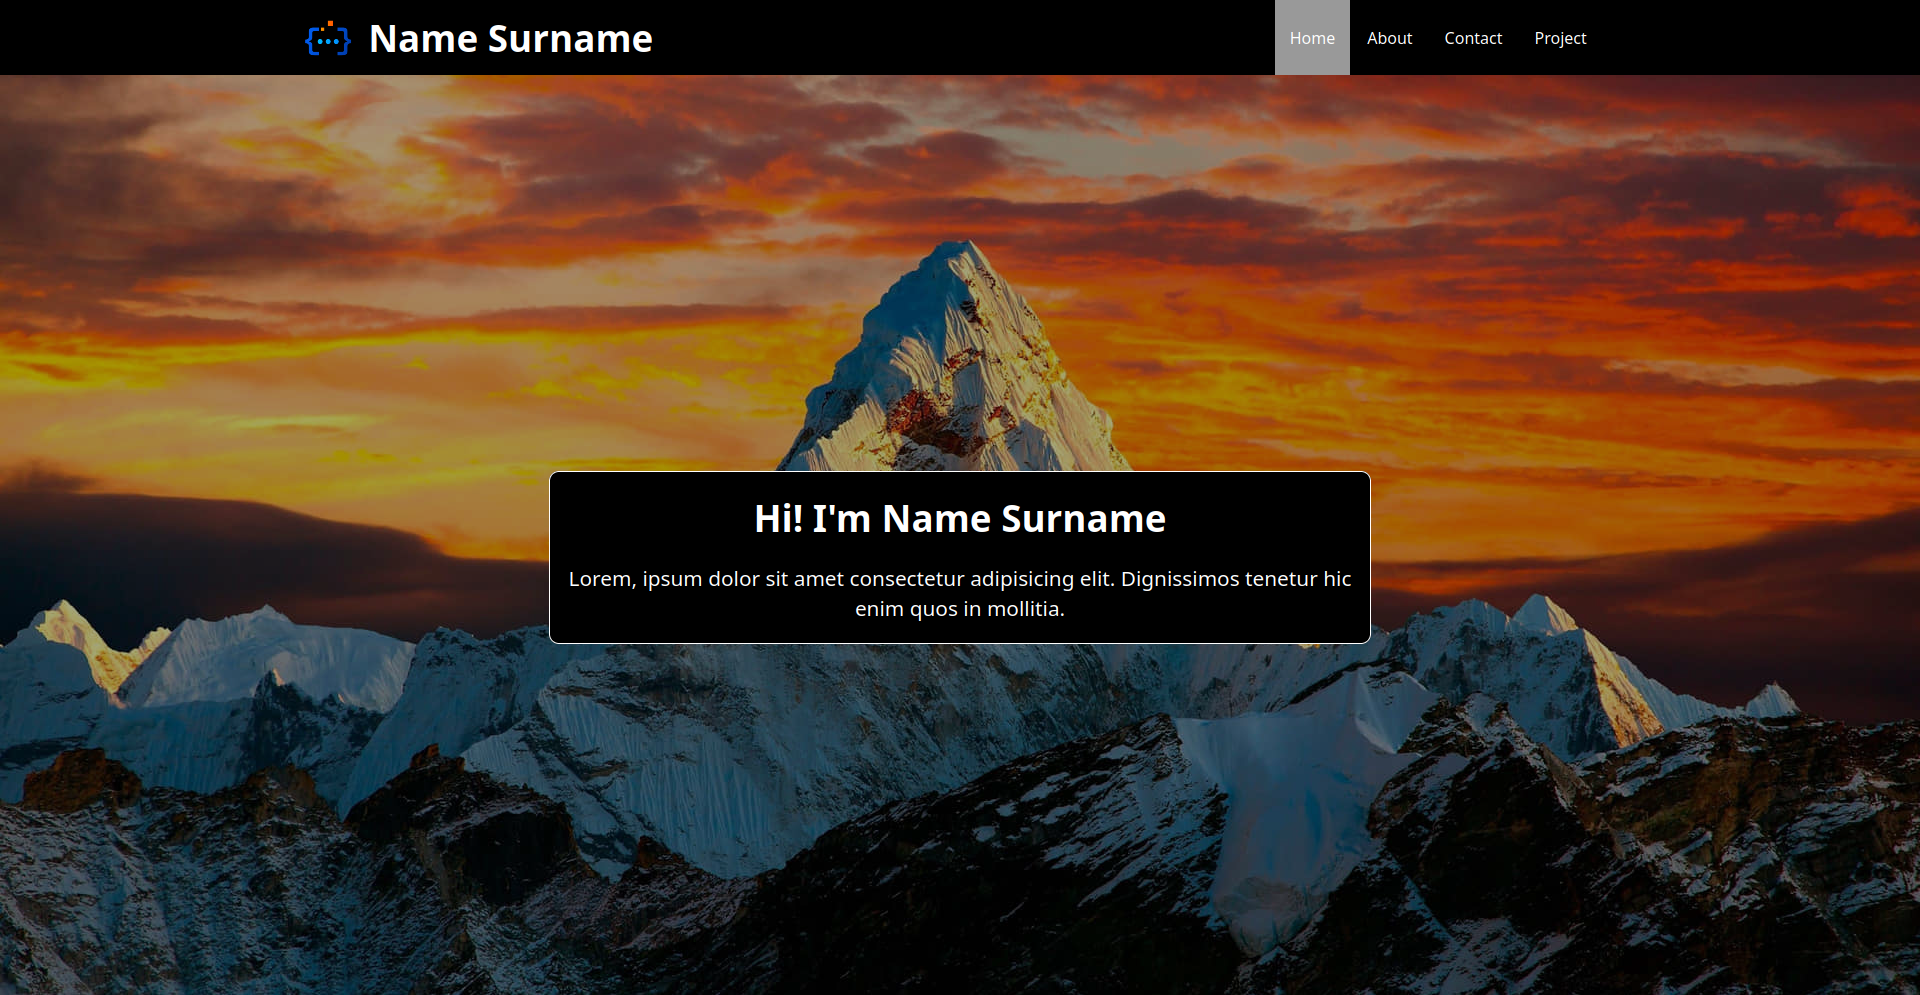 Name Surname
Home About Contact Project
Hi! I'm Name Surname
Lorem, ipsum dolor sit amet consectetur adipisicing elit. Dignissimos tenetur hic
enim quos in mollitia.